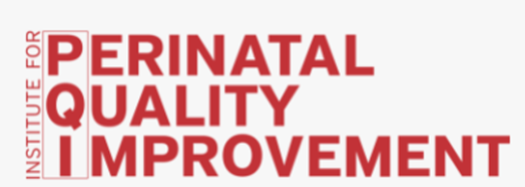 INSTITUTE FOR
PERINATAL
QUALITY
IMPROVEMENT